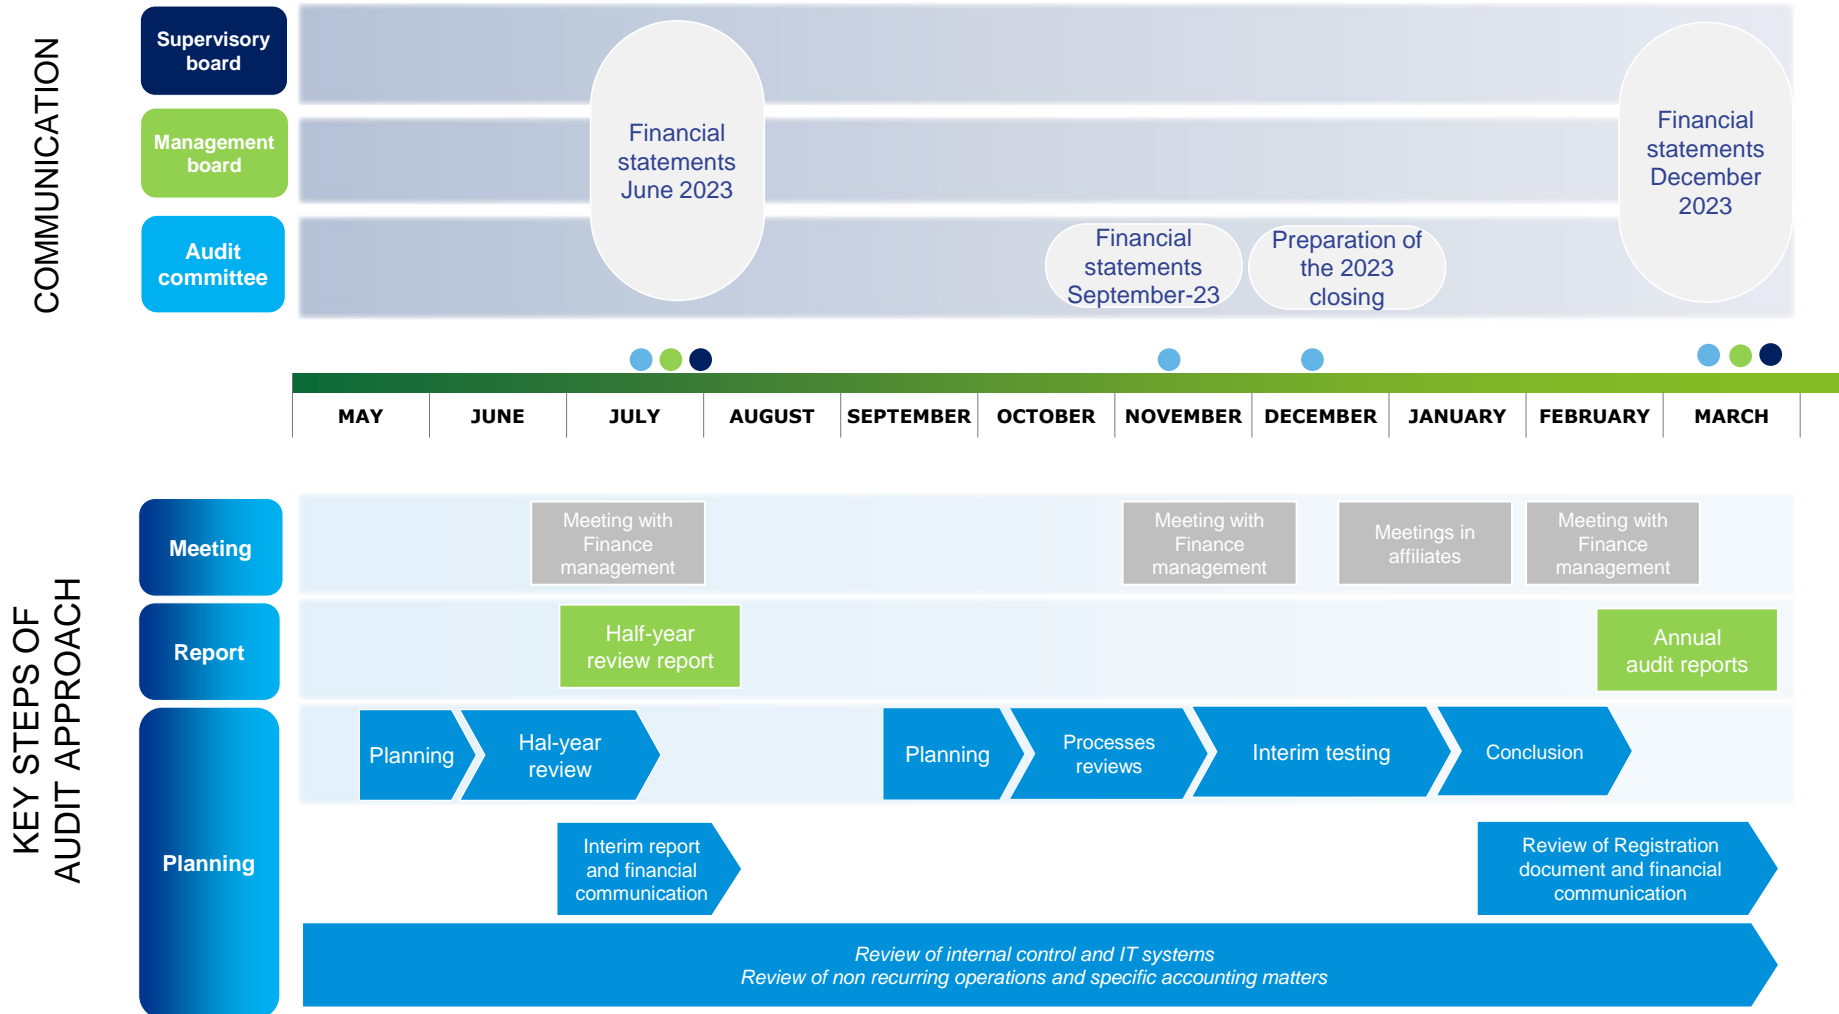 COMMUNICATION
Supervisory
board
Management
board
Audit
committee
Financial
statements
June 2023
Financial
statements
September-23
Preparation of
the 2023
closing
Financial
statements
December
2023
MAY
JUNE
JULY
AUGUST
SEPTEMBER
OCTOBER
NOVEMBER
DECEMBER
JANUARY
FEBRUARY
MARCH
KEY STEPS OF
AUDIT APPROACH
Meeting
Meeting with
Finance
management
Meeting with
Finance
management
Meetings in
affiliates
Meeting with
Finance
management
Report
Half-year
review report
Annual
audit reports
Planning
Planning
Hal-year
review
Planning
Processes
reviews
Interim testing
Conclusion
Interim report
and financial
communication
Review of Registration
document and financial
communication
Review of internal control and IT systems
Review of non recurring operations and specific accounting matters